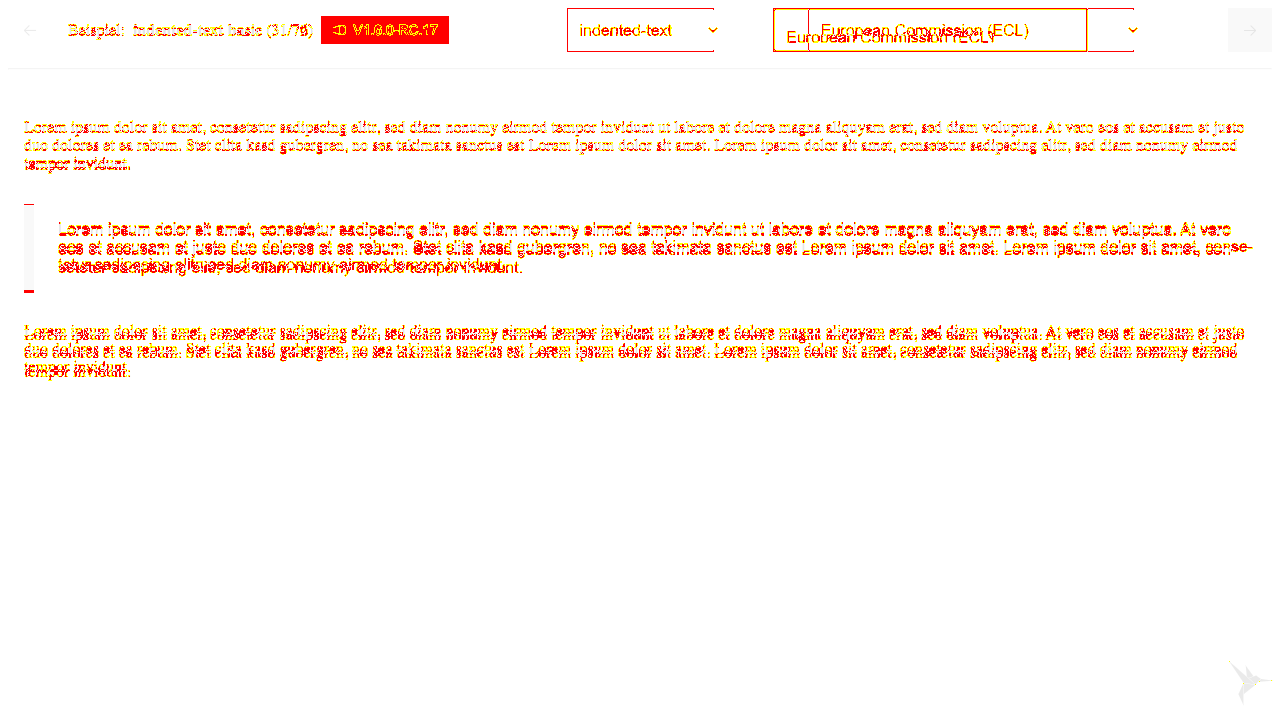 Beispiel: indented-text basic (31/76) V1.6.0-RC.17
indented-text
European Commission (ECL)
European Commission (ECL)
Lorem ipsum dolor sit amet, consetetur sadipscing elitr, sed diam nonumy eirmod tempor invidunt ut labore et dolore magna aliquyam erat, sed diam voluptua. At vero eos et accusam et justo
duo dolores et ea rebum. Stet clita kasd gubergren, no sea takimata sanctus est Lorem ipsum dolor sit amet. Lorem ipsum dolor sit amet, consetetur sadipscing elitr, sed diam nonumy eirmod
tempor invidunt.
Lorem ipsum dolor sit amet, consetetur sadipscing elitr, sed diam nonumy eirmod tempor invidunt ut labore et dolore magna aliquyam erat, sed diam voluptua. At vero
eos et accusam et justo duo dolores et ea rebum. Stet clita kasd gubergren, no sea takimata sanctus est Lorem ipsum dolor sit amet. Lorem ipsum dolor sit amet, conse-
tetur sadipscing elitr, sed diam nonumy eirmod tempor invidunt.
Lorem ipsum dolor sit amet, consetetur sadipscing elitr, sed diam nonumy eirmod tempor invidunt ut labore et dolore magna aliquyam erat, sed diam voluptua. At vero eos et accusam et justo
duo dolores et ea rebum. Stet clita kasd gubergren, no sea takimata sanctus est Lorem ipsum dolor sit amet. Lorem ipsum dolor sit amet, consetetur sadipscing elitr, sed diam nonumy eirmod
tempor invidunt.